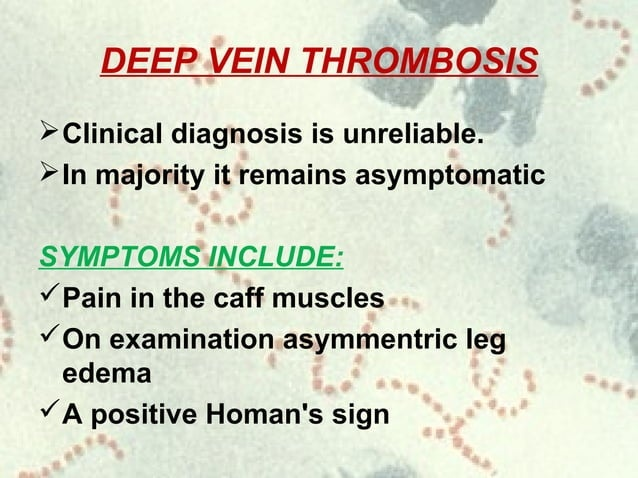 DEEP VEIN THROMBOSIS
➢Clinical diagnosis is unreliable.
➢In majority it remains asymptomatic
SYMPTOMS INCLUDE:
✓Pain in the caff muscles
✓On examination asymmentric leg
edema
✓A positive Homan's sign